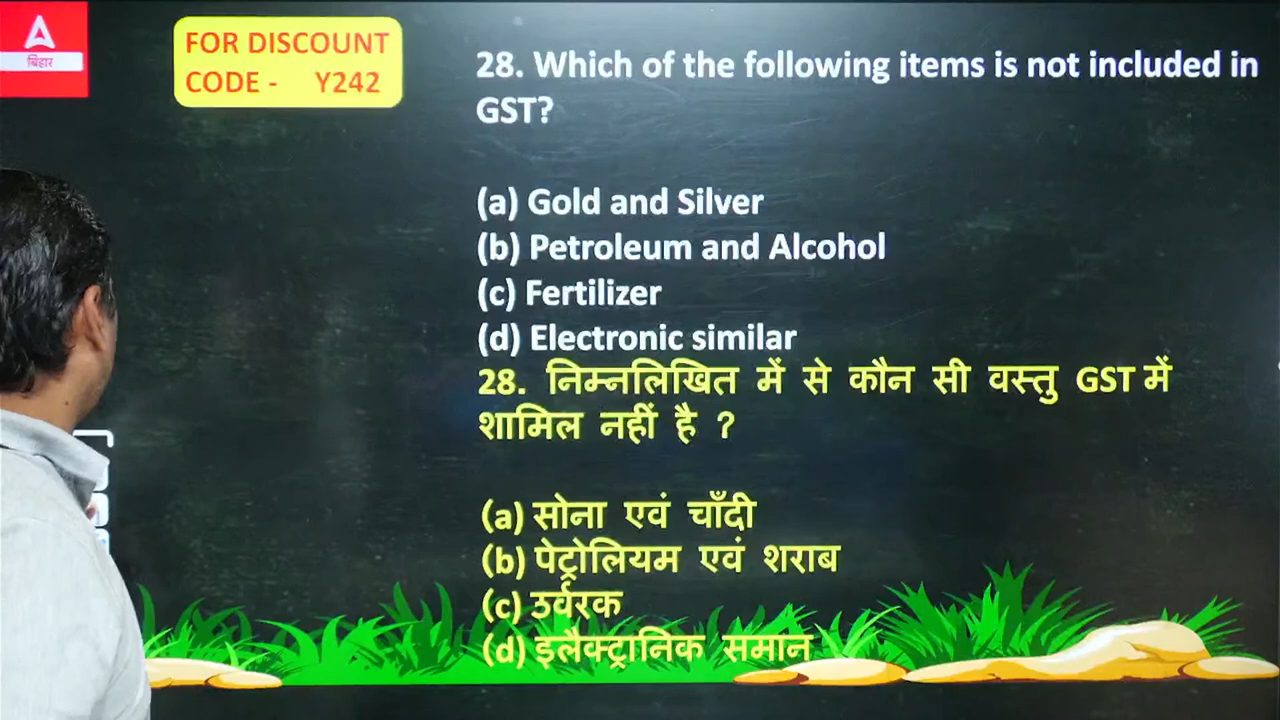 बिहार
FOR DISCOUNT
CODE - Y242
28. Which of the following items is not included in
GST?
(a) Gold and Silver
(b) Petroleum and Alcohol
(c) Fertilizer
(d) Electronic similar
28. निम्नलिखित में से कौन सी वस्तु GST में
शामिल नहीं है ?
(a) सोना एवं चाँदी
(b) पेट्रोलियम एवं शराब
(c) उर्वरक
(d) इलैक्ट्रानिक समान